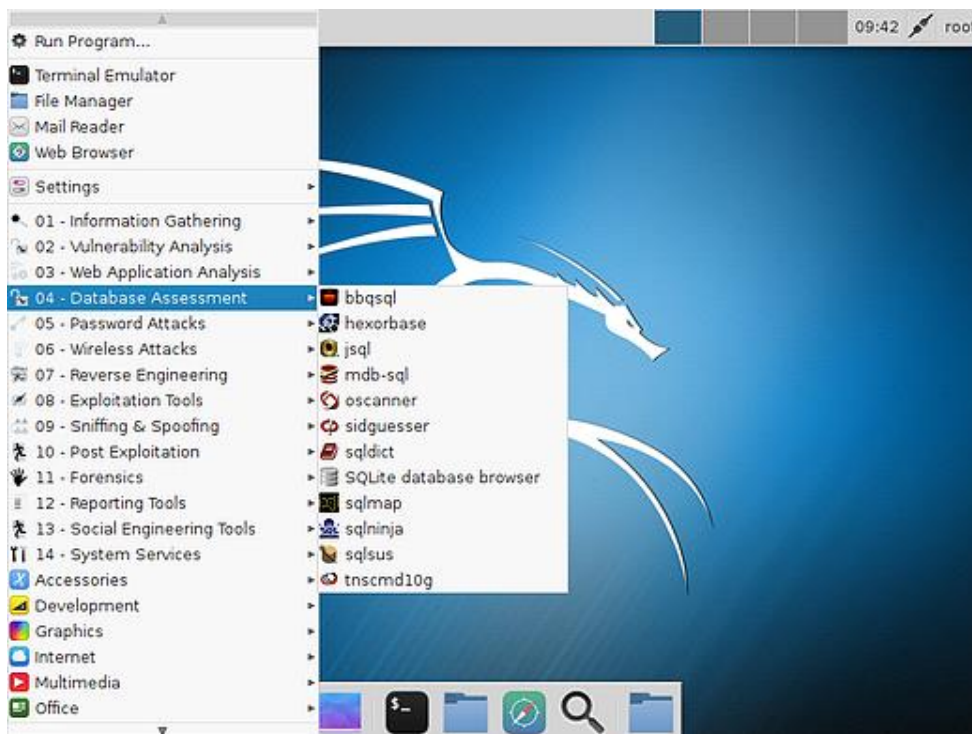 09:42 roo
Run Program...
Terminal Emulator
File Manager
Mail Reader
Web Browser
Settings
01 - Information Gathering
02 - Vulnerability Analysis
03 - Web Application Analysis
04 - Database Assessment
05 - Password Attacks
06 - Wireless Attacks
07 - Reverse Engineering
08 - Exploitation Tools
09 - Sniffing & Spoofing
10 - Post Exploitation
11 - Forensics
12 - Reporting Tools
13 - Social Engineering Tools
14 - System Services
Accessories
Development
Graphics
Internet
Multimedia
Office
bbqsql
hexorbase
jsql
mdb-sql
oscanner
sidguesser
sqldict
SQLite database browser
sqlmap
sqlninja
sqlsus
tnscmd10g
$_